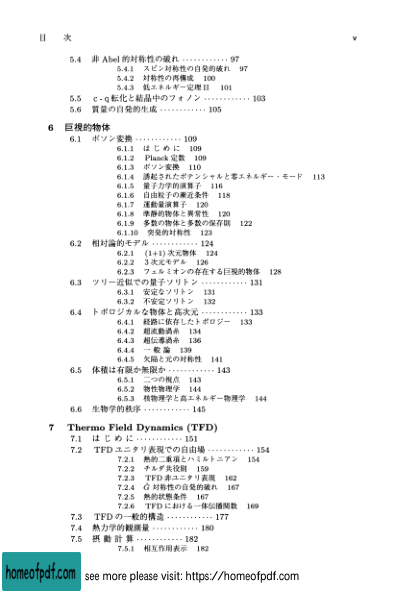 目 次 v
5.4 非 Abel 的対称性の破れ ············ 97
5.4.1 スピン対称性の自発的破れ 97
5.4.2 対称性の再構成 100
5.4.3 低エネルギー定理 II 101
5.5 c - q 転化と結晶中のフォノン ············ 103
5.6 質量の自発的生成 ············ 105
6 巨視的物体
6.1 ボソン変換 ············ 109
6.1.1 はじめに 109
6.1.2 Planck 定数 109
6.1.3 ボソン変換 110
6.1.4 誘起されたポテンシャルと零エネルギー・モード 113
6.1.5 量子力学的演算子 116
6.1.6 自由粒子の漸近条件 118
6.1.7 運動量演算子 120
6.1.8 準静的物体と異常性 120
6.1.9 多数の物体と多数の保存則 122
6.1.10 突発的対称性 123
6.2 相対論的モデル ············ 124
6.2.1 (1+1) 次元物体 124
6.2.2 3 次元モデル 126
6.2.3 フェルミオンの存在する巨視的物体 128
6.3 ツリー近似での量子ソリトン ············ 131
6.3.1 安定なソリトン 131
6.3.2 不安定ソリトン 132
6.4 トポロジカルな物体と高次元 ············ 133
6.4.1 経路に依存したトポロジー 133
6.4.2 超流動渦糸 134
6.4.3 超伝導渦糸 136
6.4.4 一般論 139
6.4.5 欠陥と元の対称性 141
6.5 体積は有限か無限か ············ 143
6.5.1 二つの視点 143
6.5.2 物性物理学 144
6.5.3 核物理学と高エネルギー物理学 144
6.6 生物学的秩序 ············ 145
7 Thermo Field Dynamics (TFD)
7.1 はじめに ············ 151
7.2 TFD ユニタリ表現での自由場 ············ 154
7.2.1 熱的二重項とハミルトニアン 154
7.2.2 チルダ共役則 159
7.2.3 TFD 非ユニタリ表現 162
7.2.4 Ĝ 対称性の自発的破れ 167
7.2.5 熱的状態条件 167
7.2.6 TFD における一体伝播関数 169
7.3 TFD の一般的構造 ············ 177
7.4 熱力学的観測量 ············ 180
7.5 摂動計算 ············ 182
7.5.1 相互作用表示 182
homeofpdf.com see more please visit: https://homeofpdf.com